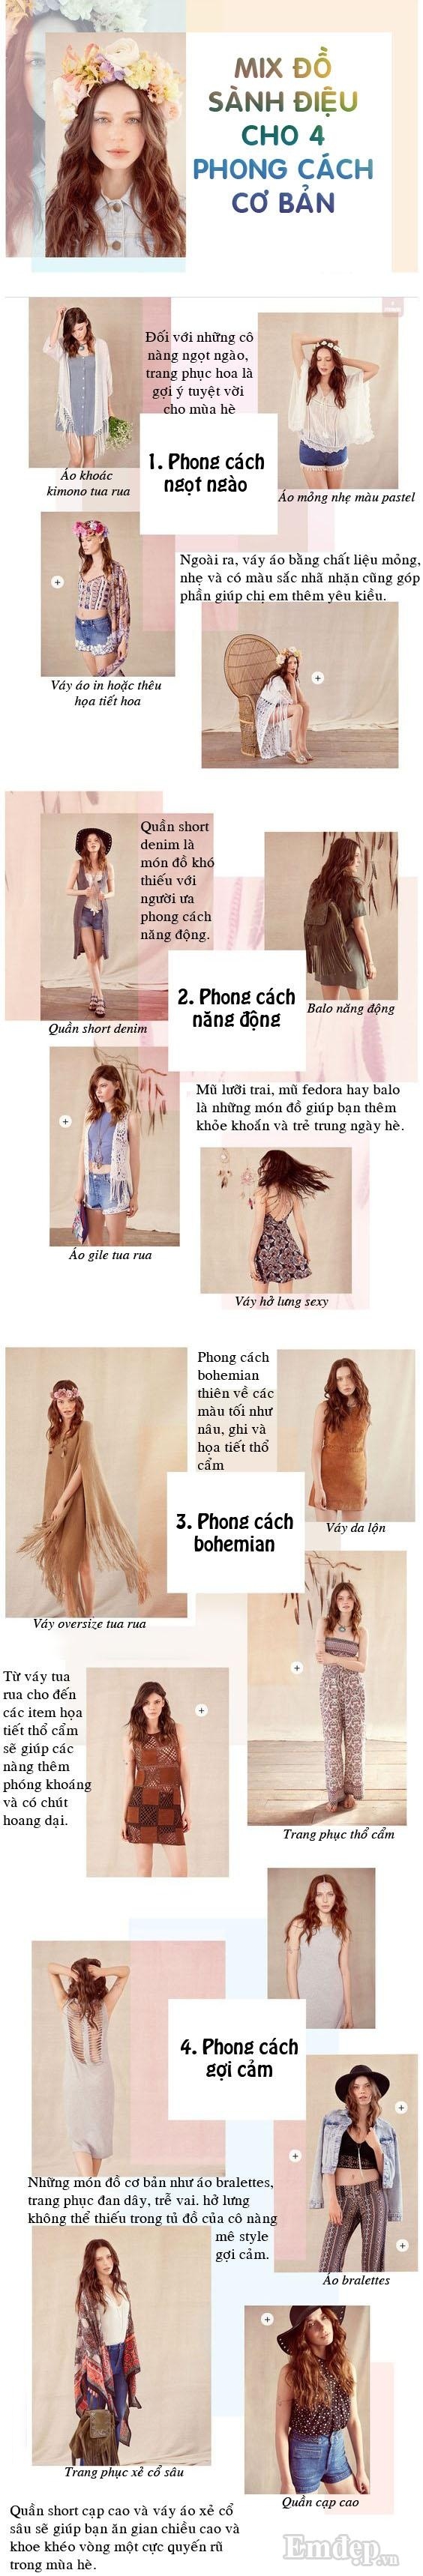 MIX ĐỒ
SÀNH ĐIỆU
CHO 4
PHONG CÁCH
CƠ BẢN
Đối với những cô
nàng ngọt ngào,
trang phục hoa là
gợi ý tuyệt vời
cho mùa hè
Áo khoác
kimono tua rua
1. Phong cách
ngọt ngào
Áo mỏng nhẹ màu pastel
Ngoài ra, váy áo bằng chất liệu mỏng,
nhẹ và có màu sắc nhã nhặn cũng góp
phần giúp chị em thêm yêu kiều.
Váy áo in hoặc thêu
họa tiết hoa
Quần short
denim là
món đồ khó
thiếu với
người ưa
phong cách
năng động.
2. Phong cách
năng động
Balo năng động
Quần short denim
Mũ lưỡi trai, mũ fedora hay balo
là những món đồ giúp bạn thêm
khỏe khoắn và trẻ trung ngày hè.
Áo gile tua rua
Váy hở lưng sexy
Phong cách
bohemian
thiên về các
màu tối như
nâu, ghi và
họa tiết thổ
cẩm
3. Phong cách
bohemian
Váy da lộn
Váy oversize tua rua
Từ váy tua
rua cho đến
các item họa
tiết thổ cẩm
sẽ giúp các
nàng thêm
phóng khoáng
và có chút
hoang dại.
Trang phục thổ cẩm
4. Phong cách
gợi cảm
Những món đồ cơ bản như áo bralettes,
trang phục đan dây, trễ vai. hở lưng
không thể thiếu trong tủ đồ của cô nàng
mê style
gợi cảm.
Áo bralettes
Trang phục xẻ cổ sâu
Quần cạp cao
Quần short cạp cao và váy áo xẻ cổ
sâu sẽ giúp bạn ăn gian chiều cao và
khoe khéo vòng một cực quyến rũ
trong mùa hè.
Emdep.vn